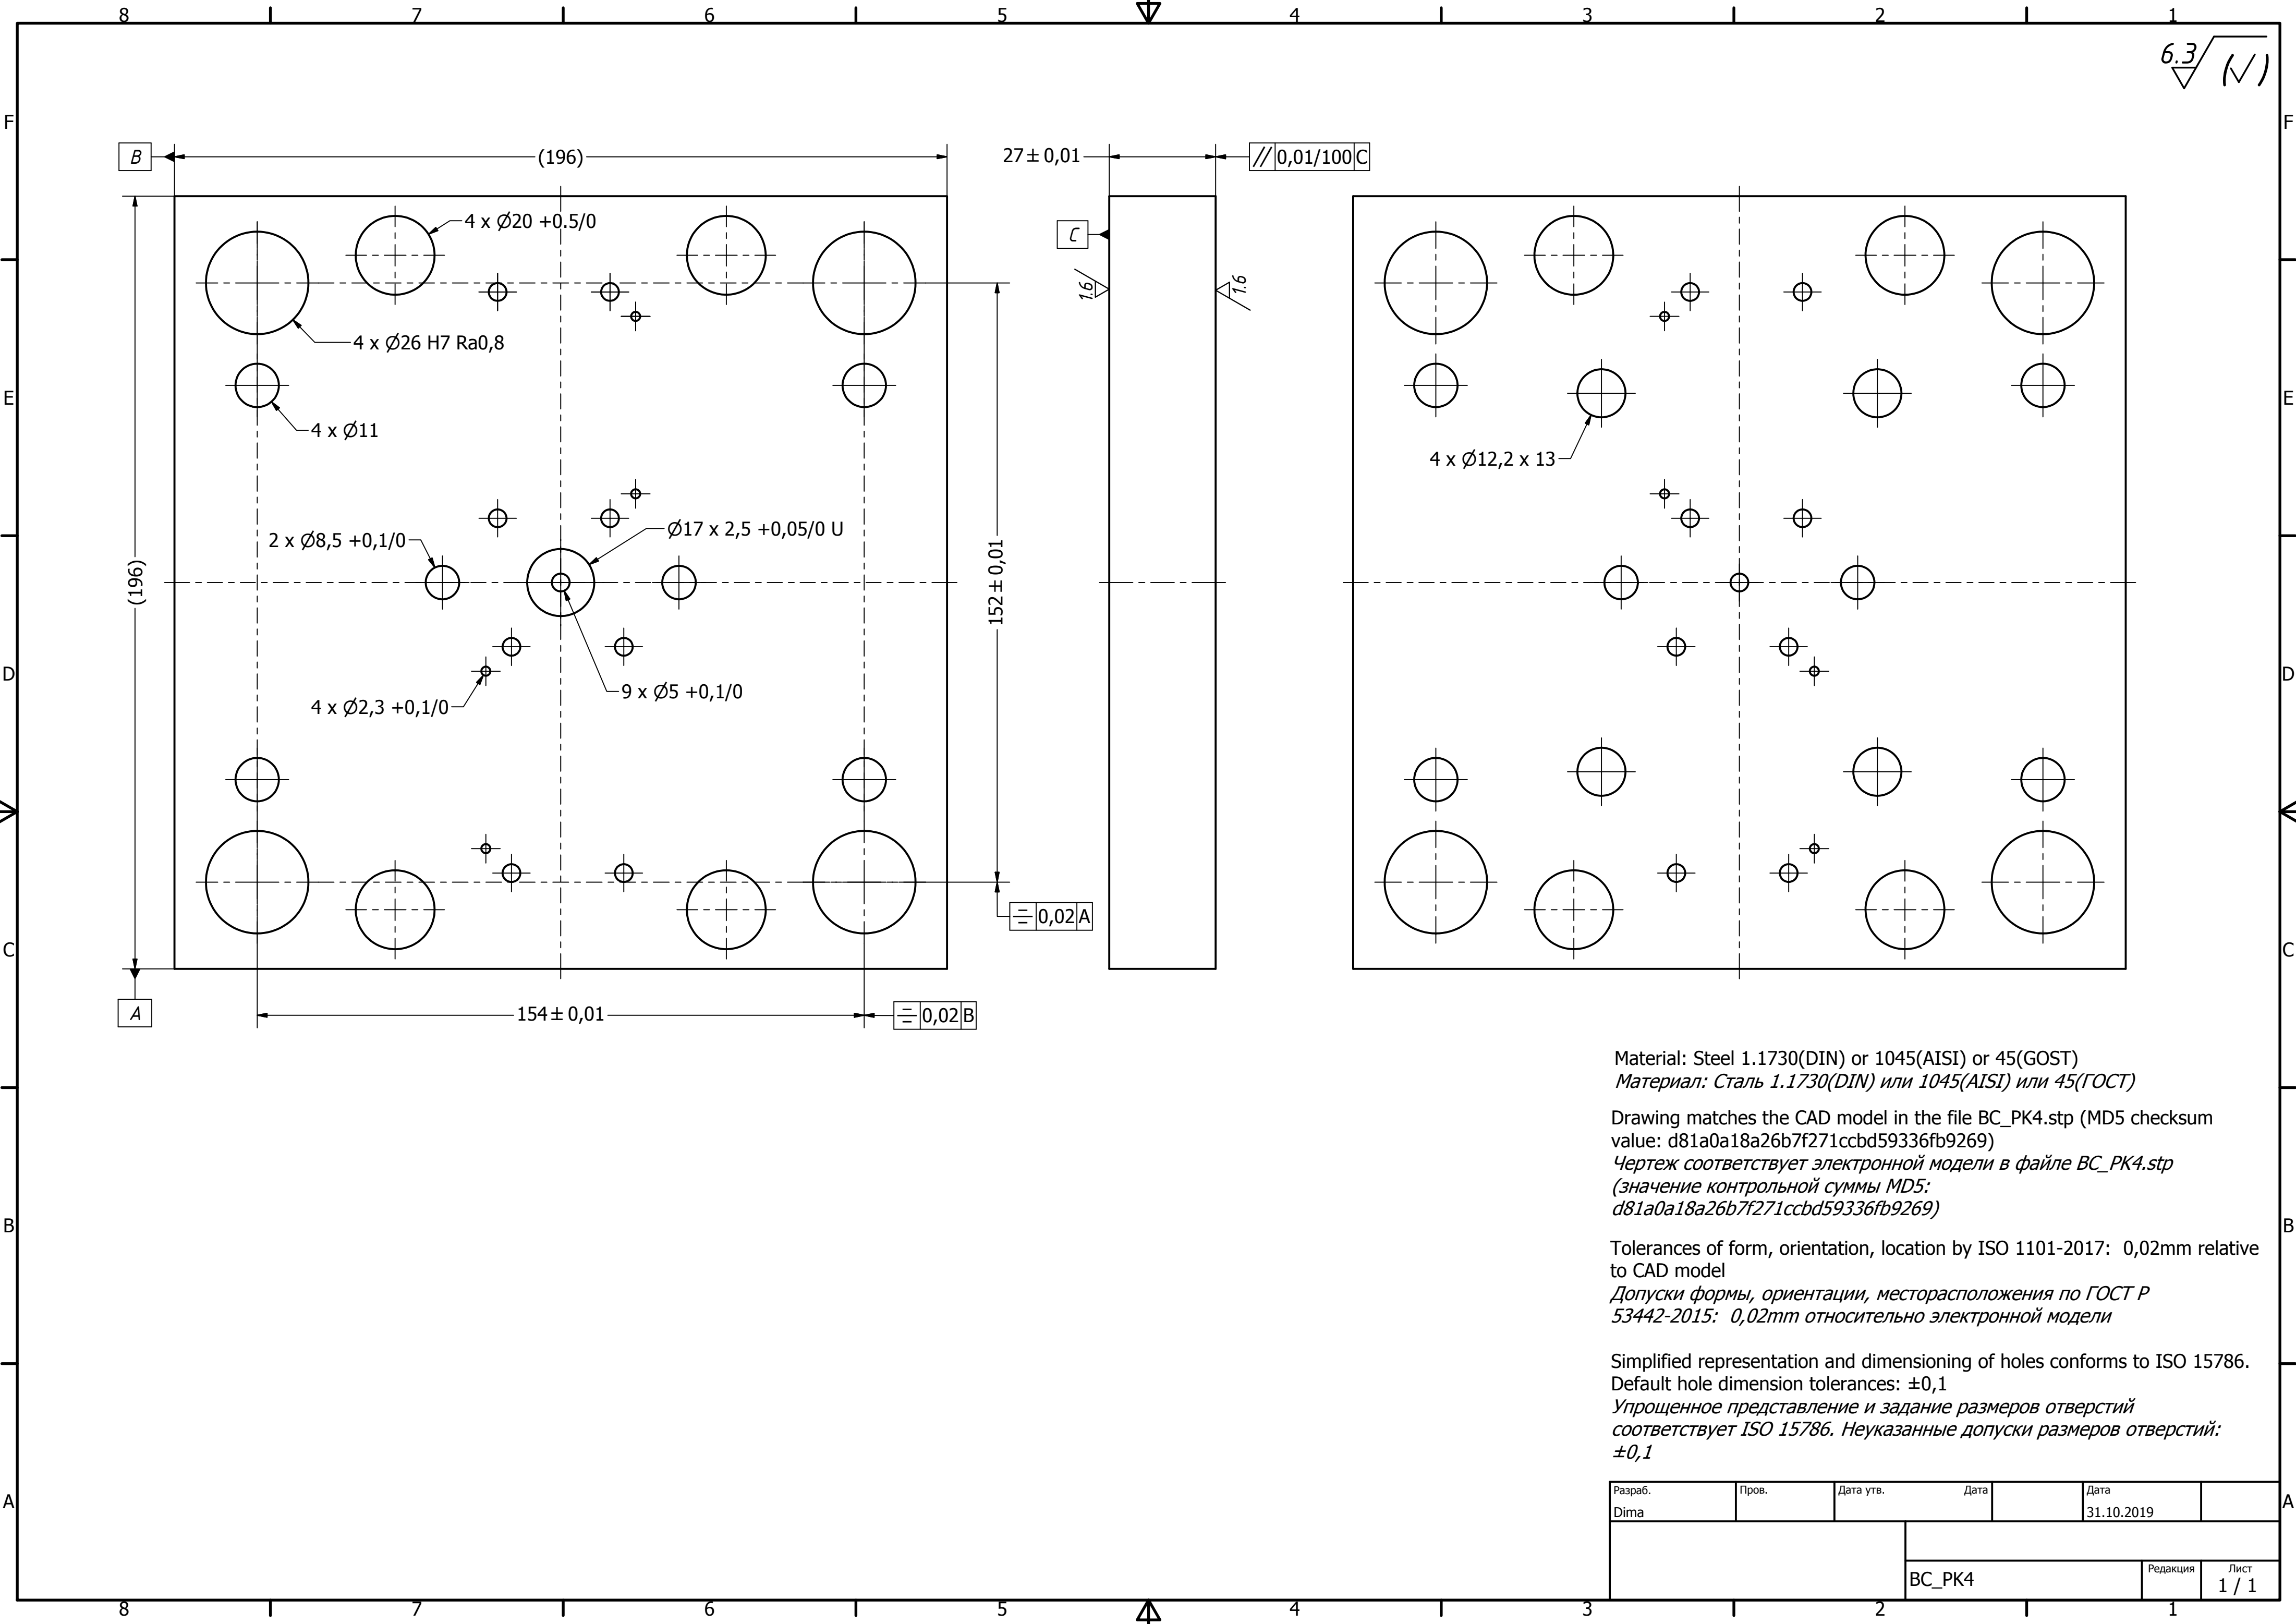 8 7 6 5 4 3 2 1
6.3
F F
B
(196)
27 ± 0,01
// 0,01/100 C
4 x Ø20 +0.5/0
C
1.6
1.6
4 x Ø26 H7 Ra0,8
E E
4 x Ø11
4 x Ø12,2 x 13
2 x Ø8,5 +0,1/0
Ø17 x 2,5 +0,05/0 U
(196)
152 ± 0,01
D D
9 x Ø5 +0,1/0
4 x Ø2,3 +0,1/0
0,02 A
C C
A
154 ± 0,01
0,02 B
Material: Steel 1.1730(DIN) or 1045(AISI) or 45(GOST)
Материал: Сталь 1.1730(DIN) или 1045(AISI) или 45(ГОСТ)
Drawing matches the CAD model in the file BC_PK4.stp (MD5 checksum
value: d81a0a18a26b7f271ccbd59336fb9269)
Чертеж соответствует электронной модели в файле BC_PK4.stp
(значение контрольной суммы MD5:
d81a0a18a26b7f271ccbd59336fb9269)
B B
Tolerances of form, orientation, location by ISO 1101-2017: 0,02mm relative
to CAD model
Допуски формы, ориентации, месторасположения по ГОСТ Р
53442-2015: 0,02mm относительно электронной модели
Simplified representation and dimensioning of holes conforms to ISO 15786.
Default hole dimension tolerances: ±0,1
Упрощенное представление и задание размеров отверстий
соответствует ISO 15786. Неуказанные допуски размеров отверстий:
±0,1
A A
Разраб. Пров. Дата утв. Дата Дата
Dima 31.10.2019
BC_PK4 Редакция Лист
1 / 1
8 7 6 5 4 3 2 1